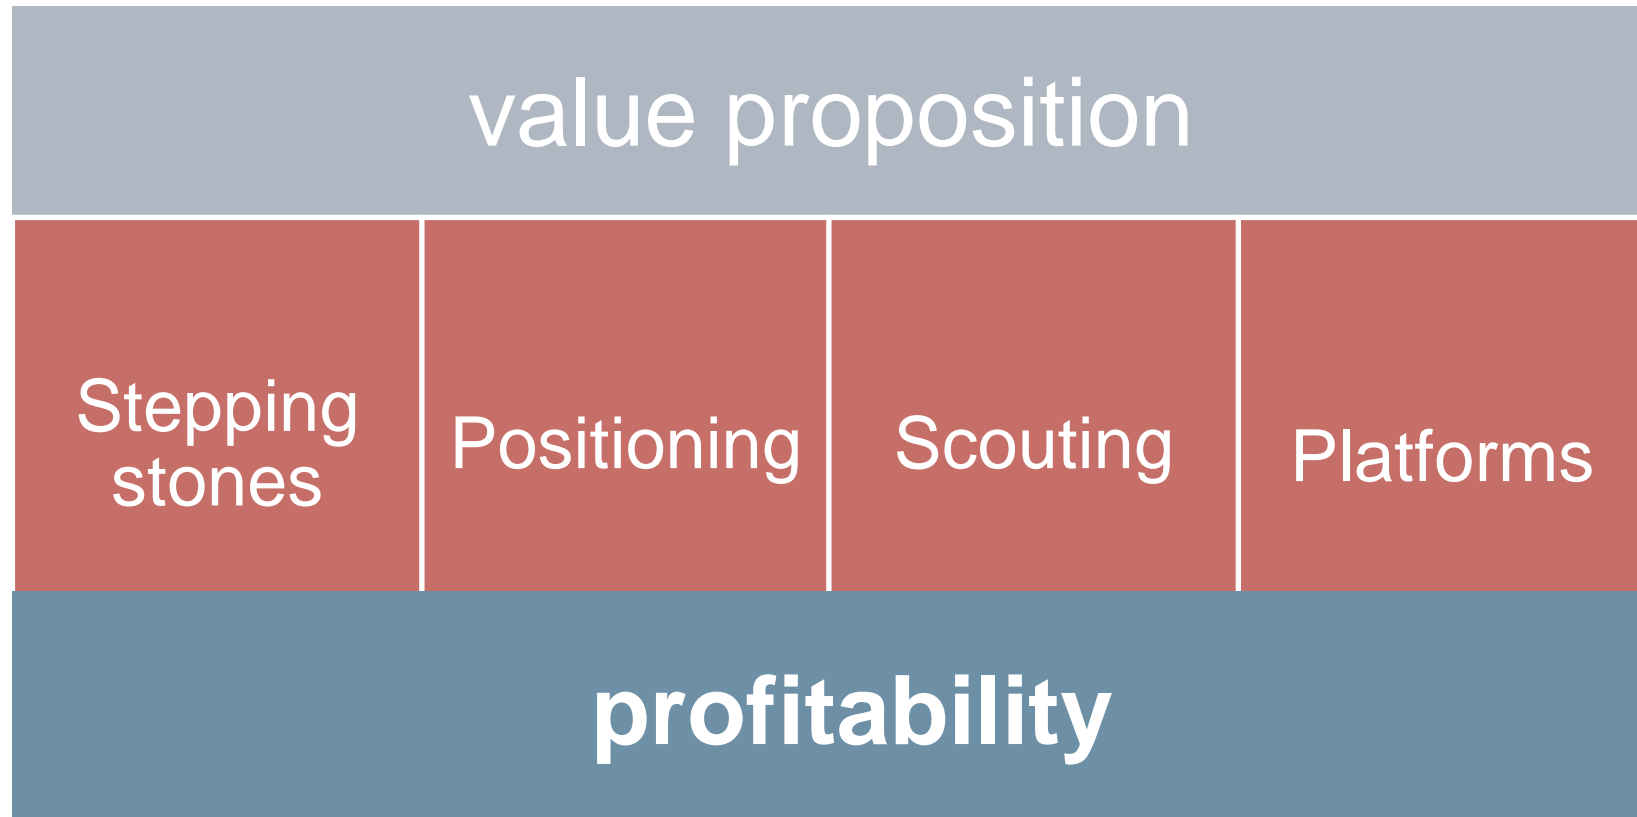 value proposition
Stepping
stones
Positioning
Scouting
Platforms
profitability